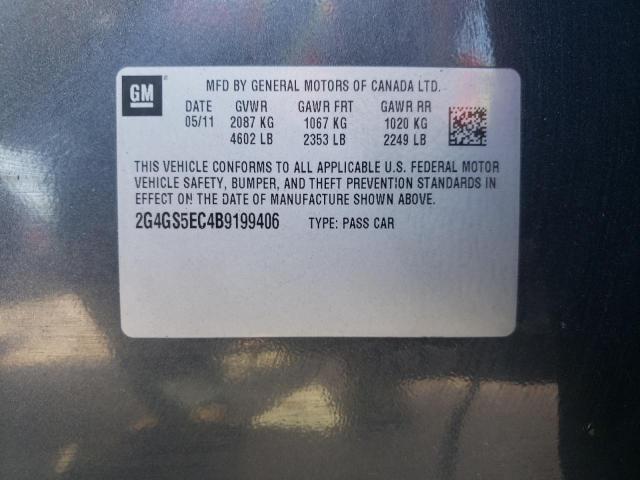 GM
MFD BY GENERAL MOTORS OF CANADA LTD.
DATE GVWR GAWR FRT GAWR RR
05/11 2087 KG 1067 KG 1020 KG
4602 LB 2353 LB 2249 LB
THIS VEHICLE CONFORMS TO ALL APPLICABLE U.S. FEDERAL MOTOR
VEHICLE SAFETY, BUMPER, AND THEFT PREVENTION STANDARDS IN
EFFECT ON THE DATE OF MANUFACTURE SHOWN ABOVE.
2G4GS5EC4B9199406 TYPE: PASS CAR